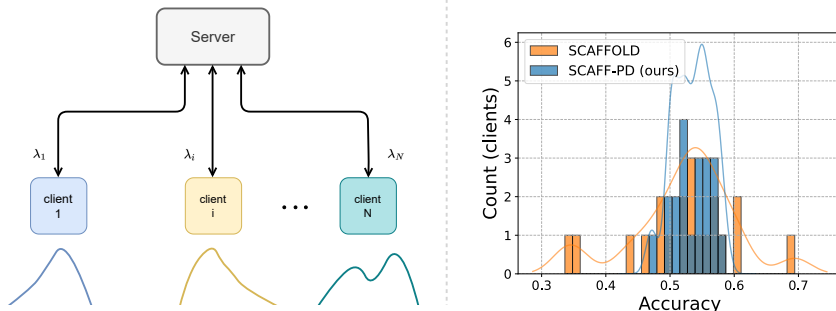 Server
λ1
λi
λN
client
1
client
i
...
client
N
SCAFFOLD
SCAFF-PD (ours)
Count (clients)
6
5
4
3
2
1
0
0.3 0.4 0.5 0.6 0.7
Accuracy